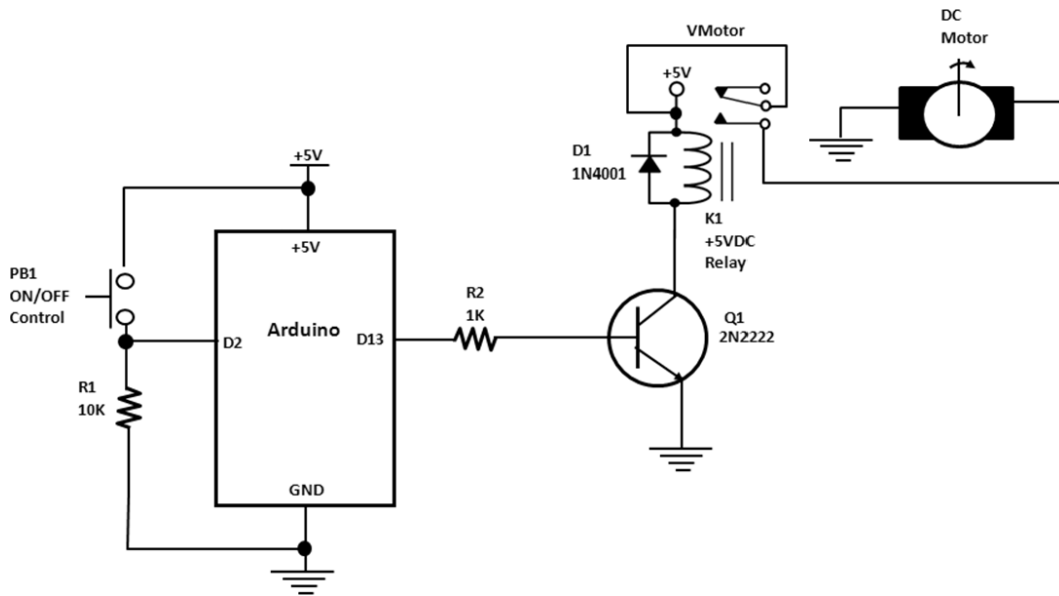 VMotor
DC
Motor
+5V
D1
1N4001
+5V
K1
+5VDC
Relay
+5V
PB1
ON/OFF
Control
Arduino
D2
D13
R2
1K
Q1
2N2222
R1
10K
GND